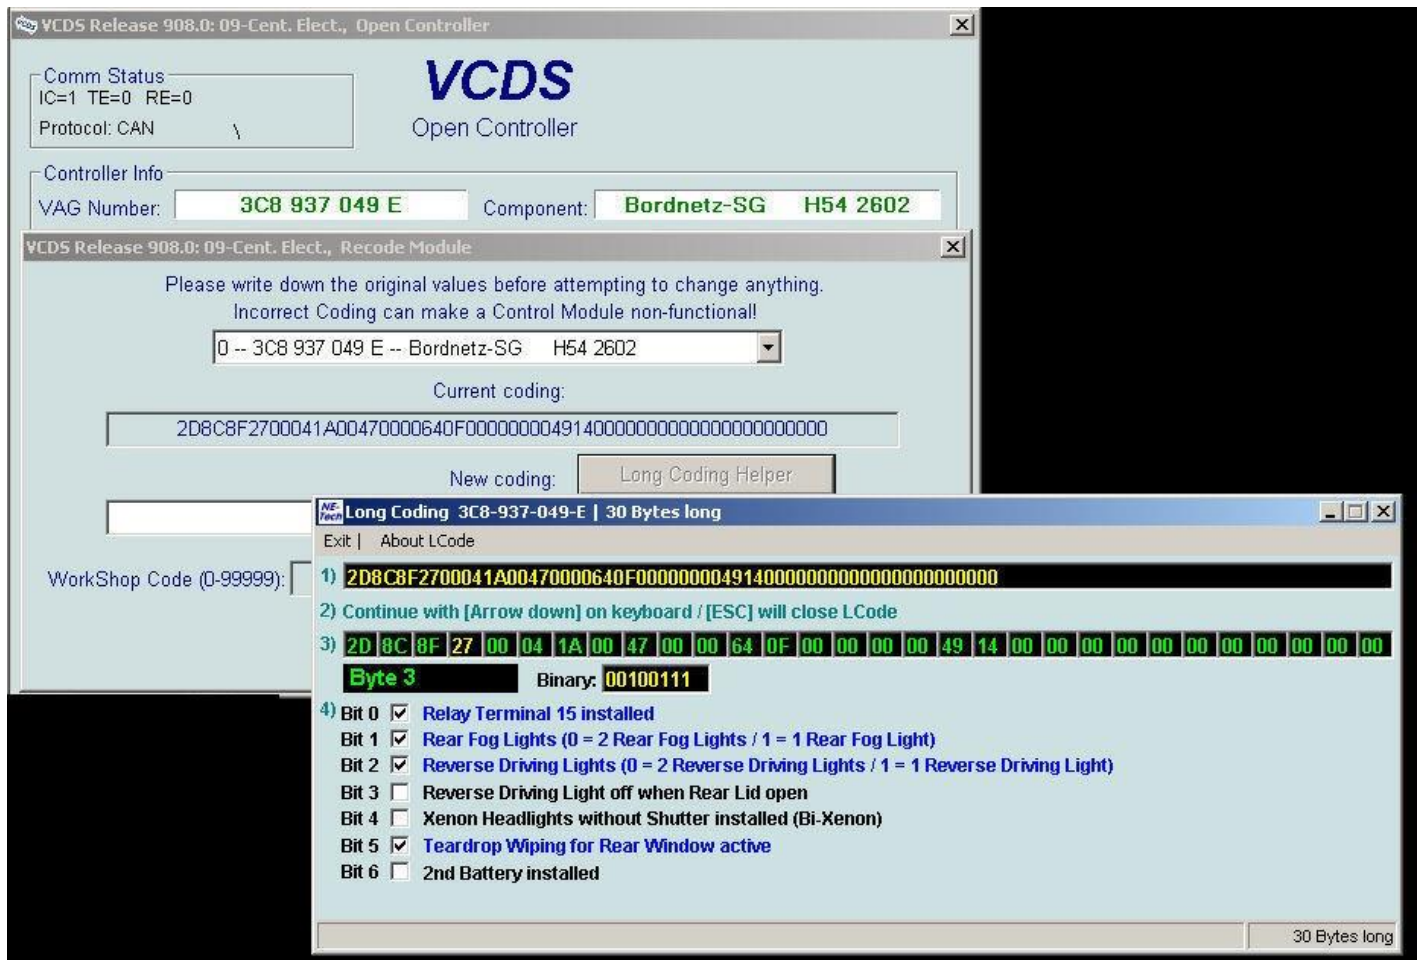 VCDS Release 908.0: 09-Cent. Elect., Open Controller
Comm Status
IC=1 TE=0 RE=0
Protocol: CAN \
VCDS
Open Controller
Controller Info
VAG Number: 3C8 937 049 E Component: Bordnetz-SG H54 2602
VCDS Release 908.0: 09-Cent. Elect., Recode Module
Please write down the original values before attempting to change anything.
Incorrect Coding can make a Control Module non-functional!
0 -- 3C8 937 049 E -- Bordnetz-SG H54 2602
Current coding:
2D8C8F2700041A00470000640F00000000491400000000000000000000
New coding: Long Coding Helper
WorkShop Code (0-99999):
NE-Tech Long Coding 3C8-937-049-E | 30 Bytes long
Exit | About LCode
1) 2D8C8F2700041A00470000640F00000000491400000000000000000000
2) Continue with [Arrow down] on keyboard / [ESC] will close LCode
3) 2D 8C 8F 27 00 04 1A 00 47 00 00 64 0F 00 00 00 00 49 14 00 00 00 00 00 00 00 00 00 00 00
Byte 3 Binary: 00100111
4) Bit 0 Relay Terminal 15 installed
Bit 1 Rear Fog Lights (0 = 2 Rear Fog Lights / 1 = 1 Rear Fog Light)
Bit 2 Reverse Driving Lights (0 = 2 Reverse Driving Lights / 1 = 1 Reverse Driving Light)
Bit 3 Reverse Driving Light off when Rear Lid open
Bit 4 Xenon Headlights without Shutter installed (Bi-Xenon)
Bit 5 Teardrop Wiping for Rear Window active
Bit 6 2nd Battery installed
30 Bytes long